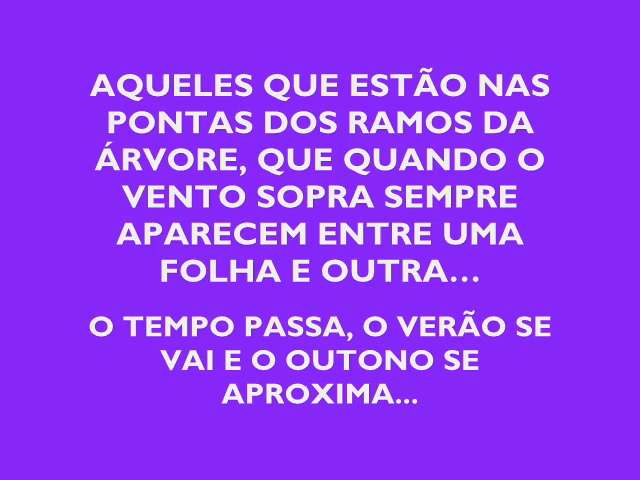 AQUELES QUE ESTÃO NAS
PONTAS DOS RAMOS DA
ÁRVORE, QUE QUANDO O
VENTO SOPRA SEMPRE
APARECEM ENTRE UMA
FOLHA E OUTRA...
O TEMPO PASSA, O VERÃO SE
VAI E O OUTONO SE
APROXIMA...